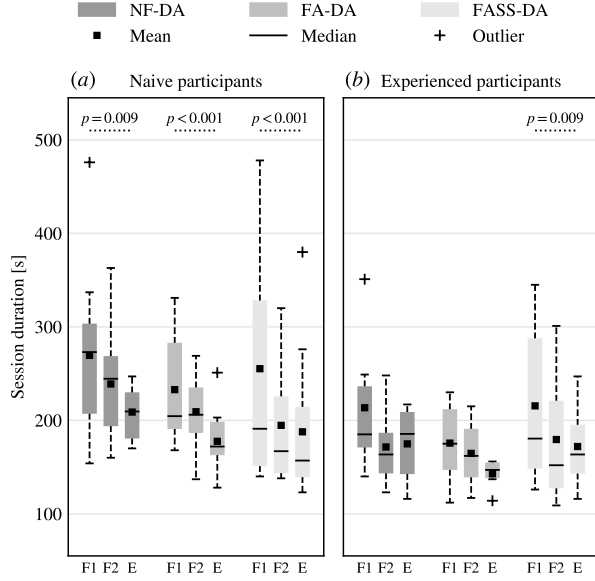 NF-DA FA-DA FASS-DA
Mean Median Outlier
(a) Naive participants (b) Experienced participants
p = 0.009 p < 0.001 p < 0.001 p = 0.009
500
400
300
200
100
Session duration [s]
F1 F2 E F1 F2 E F1 F2 E F1 F2 E F1 F2 E F1 F2 E